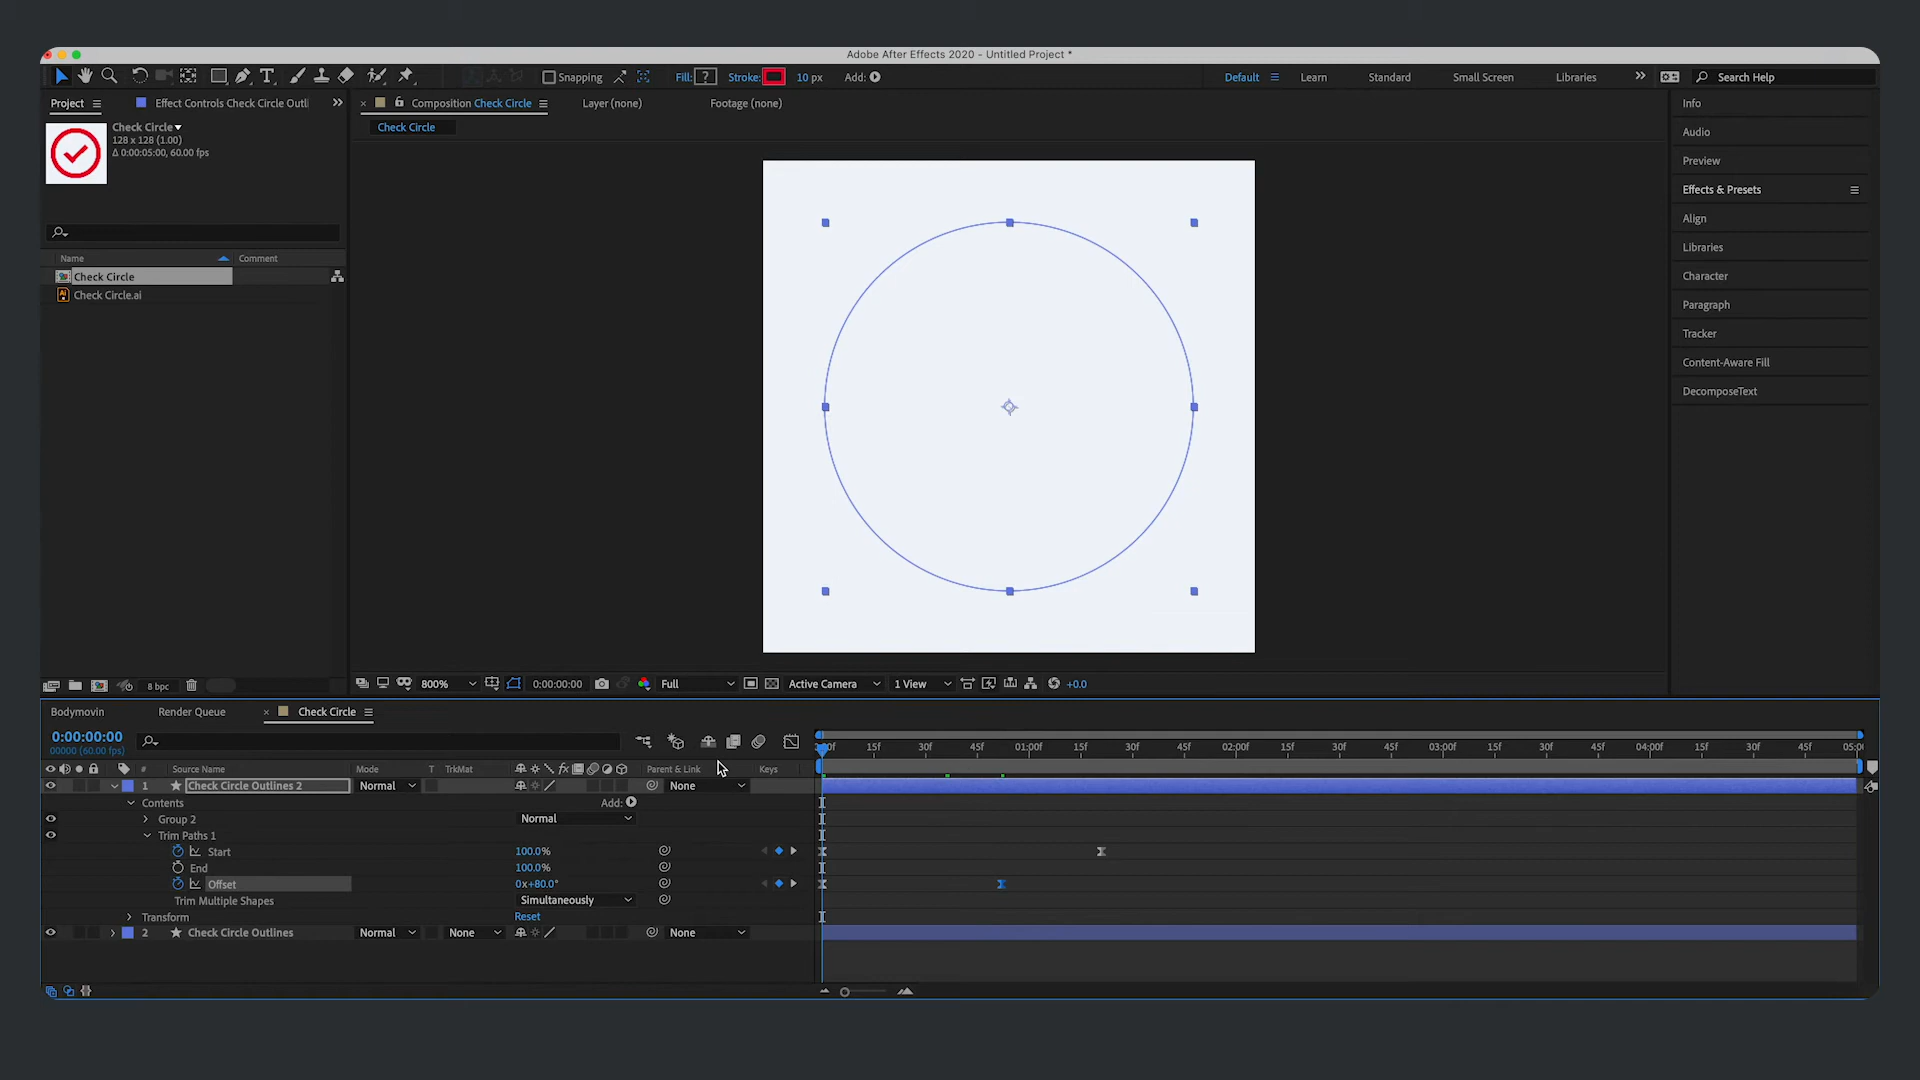 Adobe After Effects 2020 - Untitled Project *
T Snapping Fill: ? Stroke: 10 px Add: Default Learn Standard Small Screen Libraries Search Help
Project Effect Controls Check Circle Outli Composition Check Circle Layer (none) Footage (none) Info
Check Circle
Check Circle
128 x 128 (1.00)
Δ 0:00:05:00, 60.00 fps
Audio
Preview
Effects & Presets
Align
Libraries
Character
Paragraph
Tracker
Content-Aware Fill
DecomposeText
Name Comment
Check Circle
Check Circle.ai
8 bpc 800% 0:00:00:00 Full Active Camera 1 View +0.0
Bodymovin Render Queue Check Circle
0:00:00:00
00000 (60.00 fps)
15f 30f 45f 01:00f 15f 30f 45f 02:00f 15f 30f 45f 03:00f 15f 30f 45f 04:00f 15f 30f 45f 05:00
# Source Name Mode T TrkMat fx Parent & Link Keys
1 Check Circle Outlines 2 Normal None
Contents Add:
Group 2 Normal
Trim Paths 1
Start 100.0%
End 100.0%
Offset 0x+80.0°
Trim Multiple Shapes Simultaneously
Transform Reset
2 Check Circle Outlines Normal None None